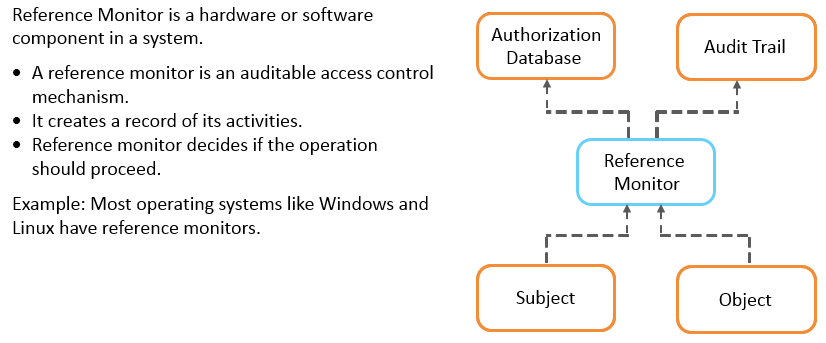 Reference Monitor is a hardware or software
component in a system.
• A reference monitor is an auditable access control
mechanism.
• It creates a record of its activities.
• Reference monitor decides if the operation
should proceed.
Example: Most operating systems like Windows and
Linux have reference monitors.
Authorization
Database
Audit Trail
Reference
Monitor
Subject
Object